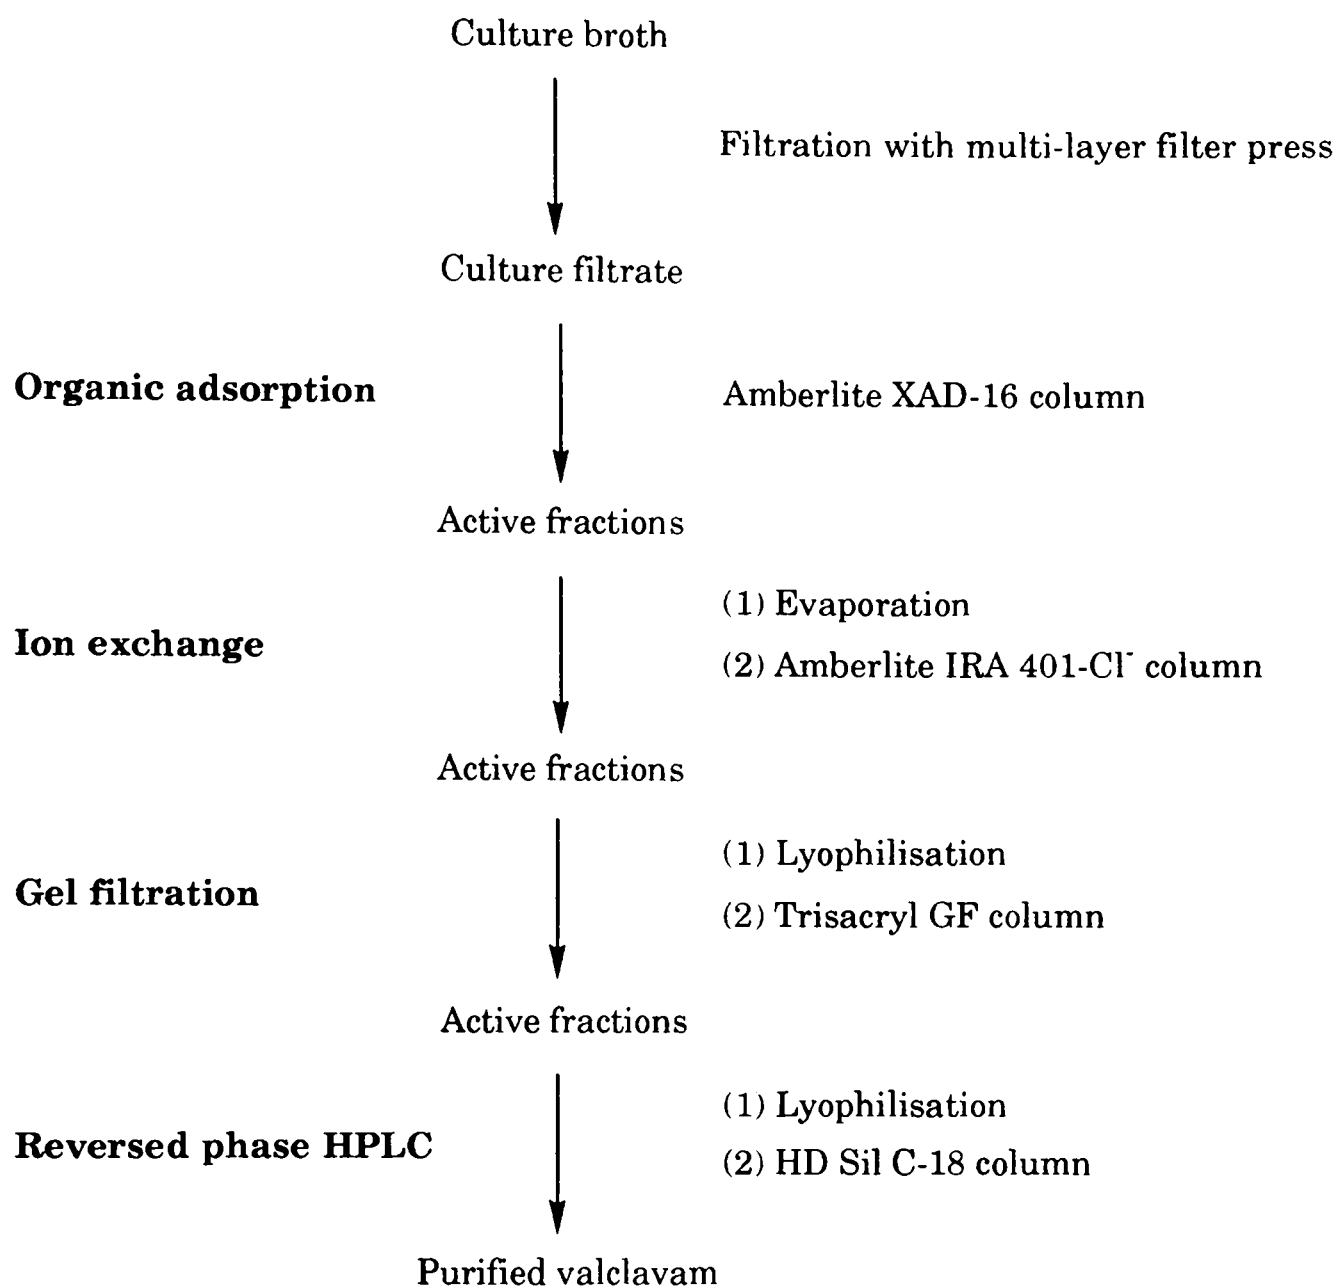 Culture broth
Filtration with multi-layer filter press
Culture filtrate
Organic adsorption
Amberlite XAD-16 column
Active fractions
(1) Evaporation
Ion exchange
(2) Amberlite IRA 401-Cl⁻ column
Active fractions
(1) Lyophilisation
Gel filtration
(2) Trisacryl GF column
Active fractions
(1) Lyophilisation
Reversed phase HPLC
(2) HD Sil C-18 column
Purified valclavam